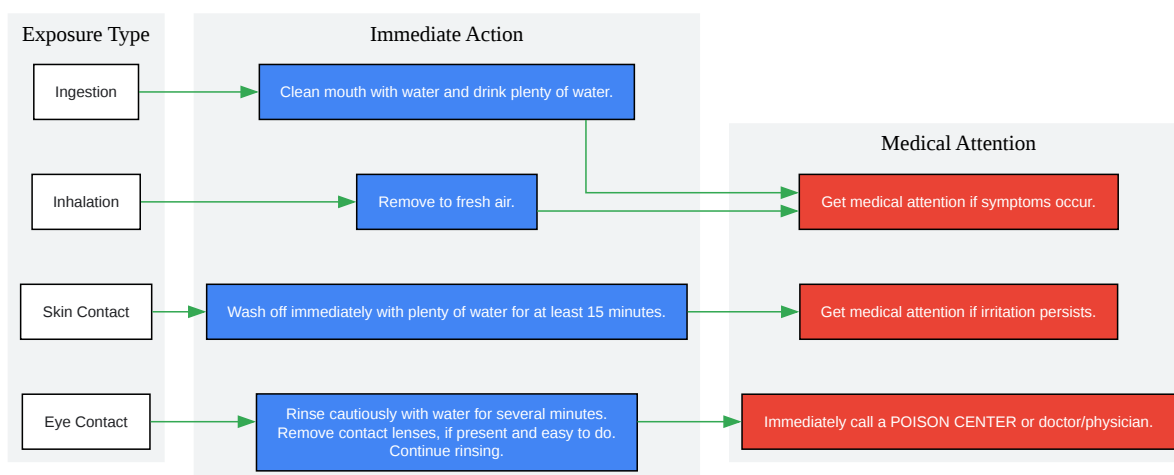 Exposure Type
Immediate Action
Ingestion
Clean mouth with water and drink plenty of water.
Medical Attention
Inhalation
Remove to fresh air.
Get medical attention if symptoms occur.
Skin Contact
Wash off immediately with plenty of water for at least 15 minutes.
Get medical attention if irritation persists.
Eye Contact
Rinse cautiously with water for several minutes.
Remove contact lenses, if present and easy to do.
Continue rinsing.
Immediately call a POISON CENTER or doctor/physician.